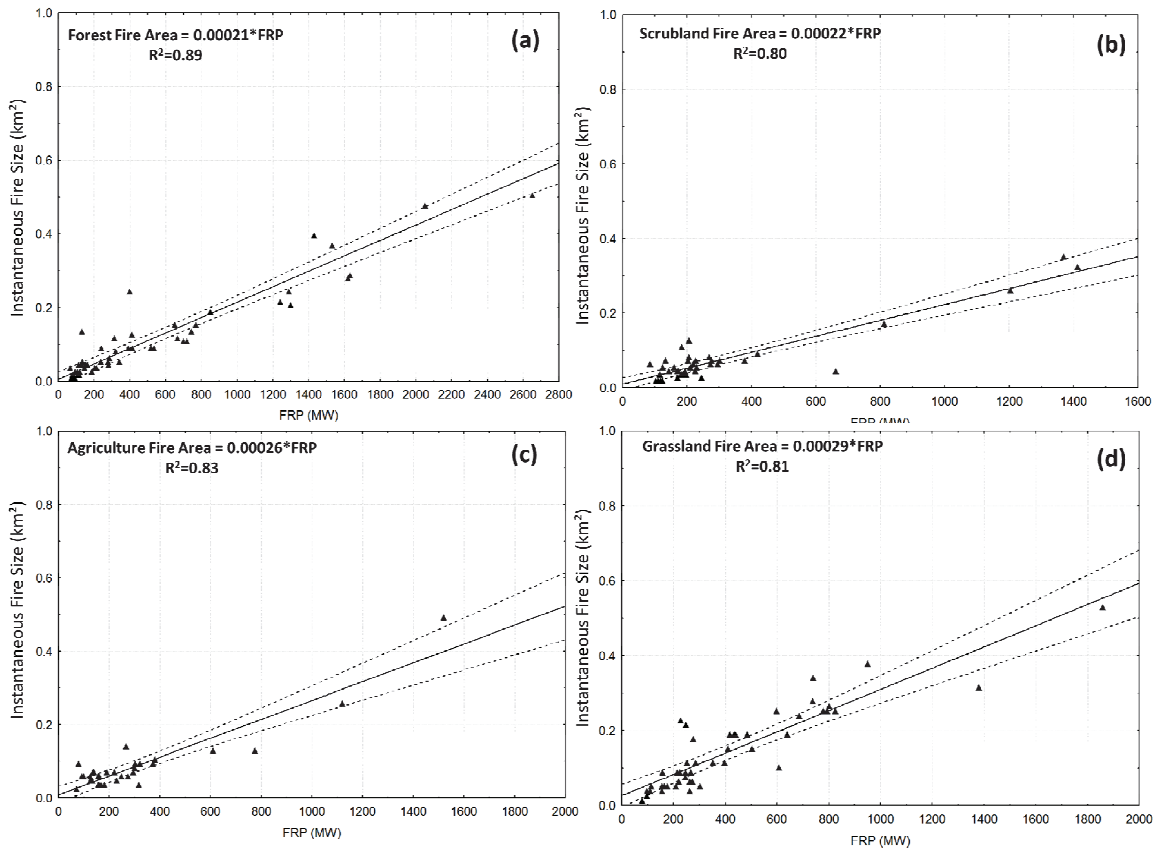 Forest Fire Area = 0.00021*FRP
R²=0.89
(a)
Instantaneous Fire Size (km²)
1.0
0.8
0.6
0.4
0.2
0.0
0 200 400 600 800 1000 1200 1400 1600 1800 2000 2200 2400 2600 2800
FRP (MW)
Scrubland Fire Area = 0.00022*FRP
R²=0.80
(b)
Instantaneous Fire Size (km²)
1.0
0.8
0.6
0.4
0.2
0.0
0 200 400 600 800 1000 1200 1400 1600
FRP (MW)
Agriculture Fire Area = 0.00026*FRP
R²=0.83
(c)
Instantaneous Fire Size (km²)
1.0
0.8
0.6
0.4
0.2
0.0
0 200 400 600 800 1000 1200 1400 1600 1800 2000
FRP (MW)
Grassland Fire Area = 0.00029*FRP
R²=0.81
(d)
Instantaneous Fire Size (km²)
1.0
0.8
0.6
0.4
0.2
0.0
0 200 400 600 800 1000 1200 1400 1600 1800 2000
FRP (MW)